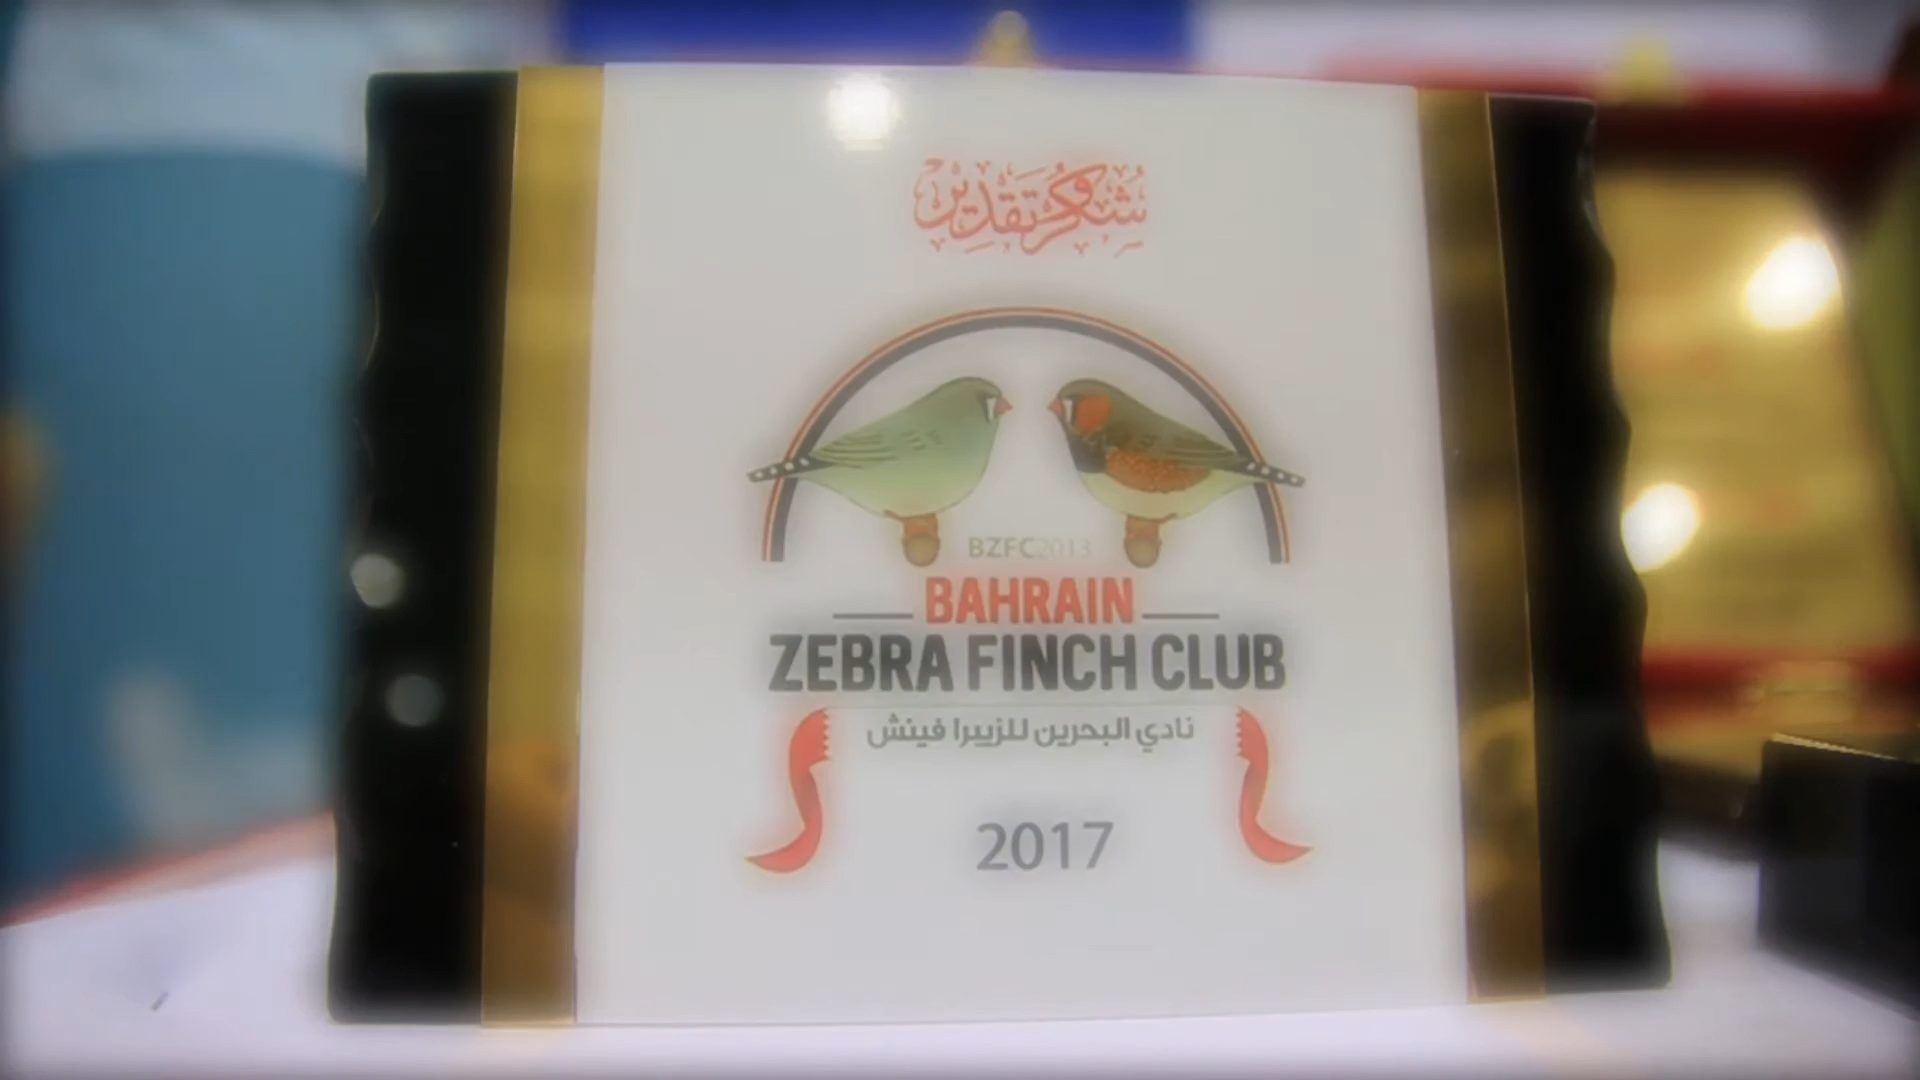 شكر وتقدير
BZFC2013
BAHRAIN
ZEBRA FINCH CLUB
نادي البحرين للزيبرا فينش
2017